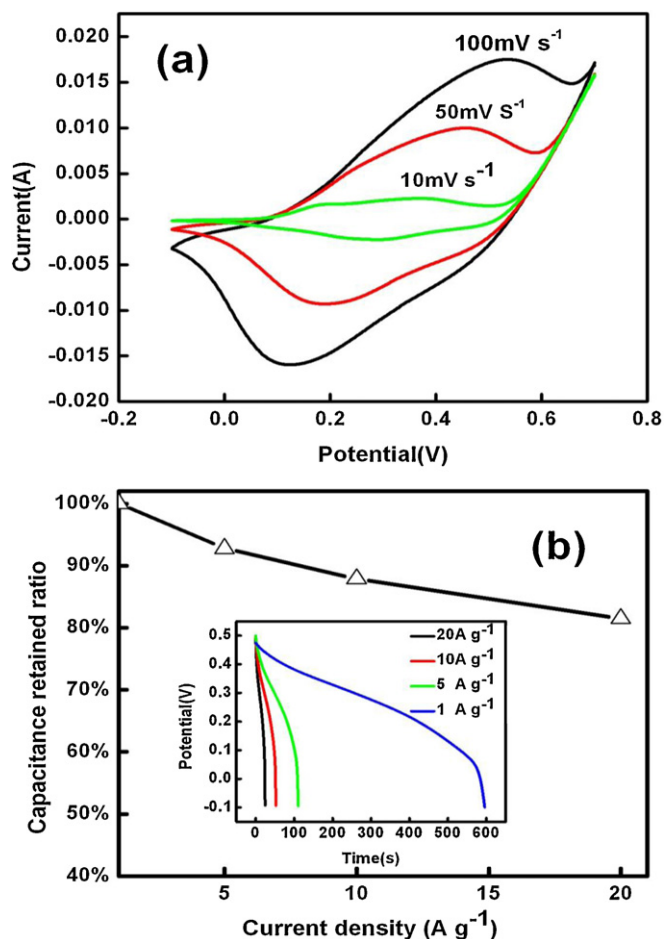 (a)
100mV s⁻¹
50mV S⁻¹
10mV s⁻¹
Current(A)
0.020
0.015
0.010
0.005
0.000
-0.005
-0.010
-0.015
-0.020
-0.2 0.0 0.2 0.4 0.6 0.8
Potential(V)
(b)
Capacitance retained ratio
100%
90%
80%
70%
60%
50%
40%
5 10 15 20
Current density (A g⁻¹)
20A g⁻¹
10A g⁻¹
5 A g⁻¹
1 A g⁻¹
Potential(V)
0.5
0.4
0.3
0.2
0.1
0.0
-0.1
0 100 200 300 400 500 600
Time(s)